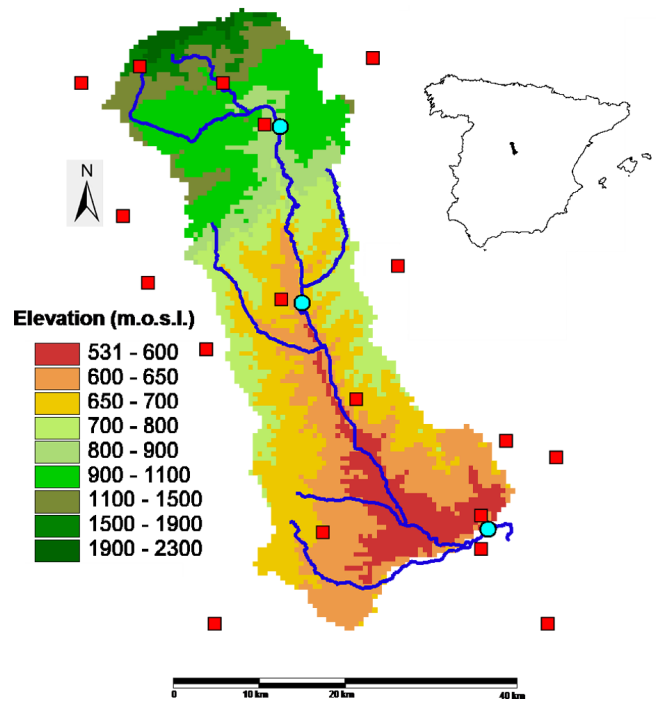 N
Elevation (m.o.s.l.)
531 - 600
600 - 650
650 - 700
700 - 800
800 - 900
900 - 1100
1100 - 1500
1500 - 1900
1900 - 2300
0 10 km 20 km 40 km